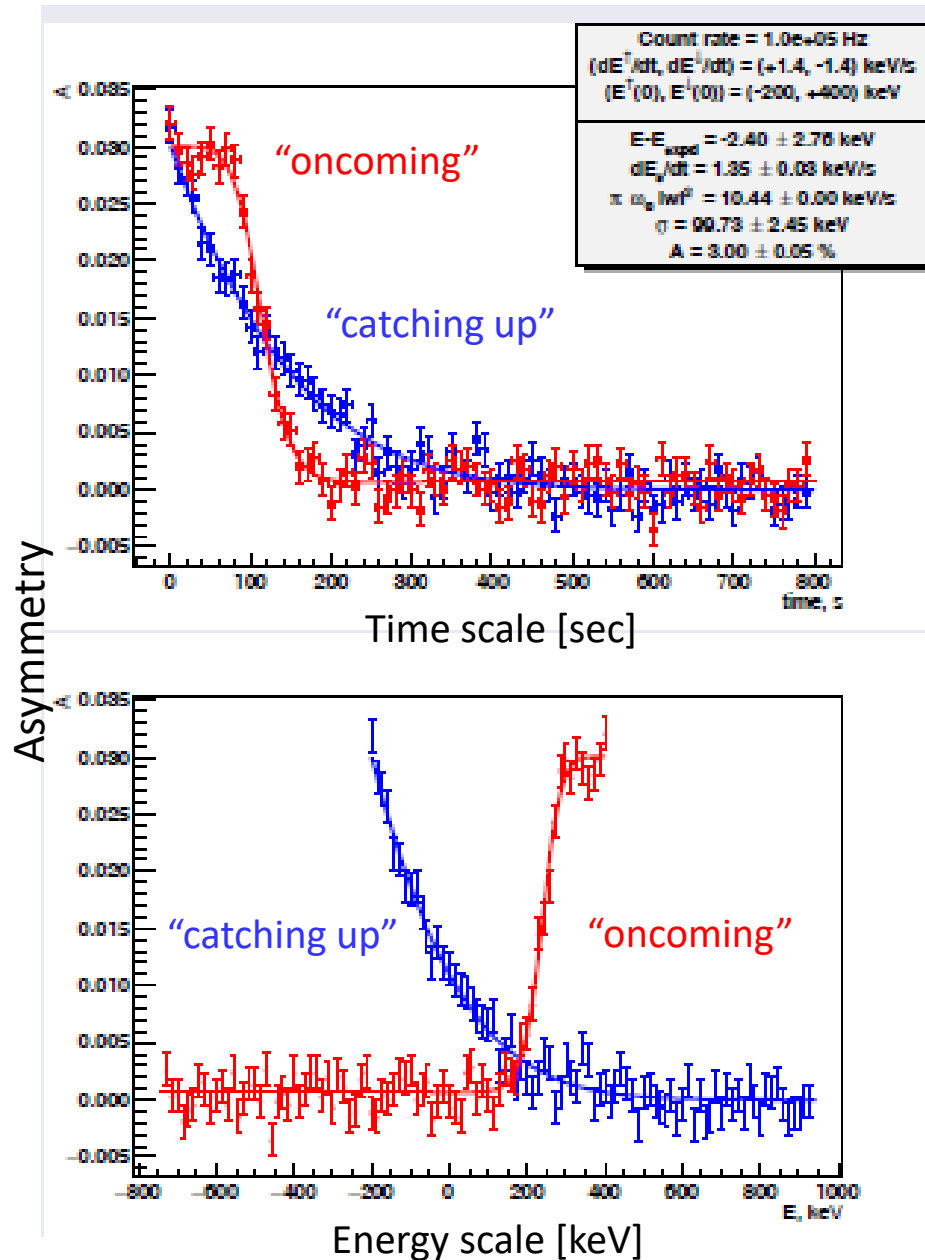 Count rate = 1.0e+05 Hz
(dE↑/dt, dE↓/dt) = (+1.4, -1.4) keV/s
(E↑(0), E↓(0)) = (-200, +400) keV
E-E_expd = -2.40 ± 2.76 keV
dE_s/dt = 1.35 ± 0.03 keV/s
π ω_0 |w|² = 10.44 ± 0.00 keV/s
σ = 99.73 ± 2.45 keV
A = 3.00 ± 0.05 %
A
0.035
0.030
0.025
0.020
0.015
0.010
0.005
0.000
−0.005
“oncoming”
“catching up”
0 100 200 300 400 500 600 700 800
time, s
Time scale [sec]
Asymmetry
A
0.035
0.030
0.025
0.020
0.015
0.010
0.005
0.000
−0.005
“catching up” “oncoming”
−800 −600 −400 −200 0 200 400 600 800 1000
E, keV
Energy scale [keV]